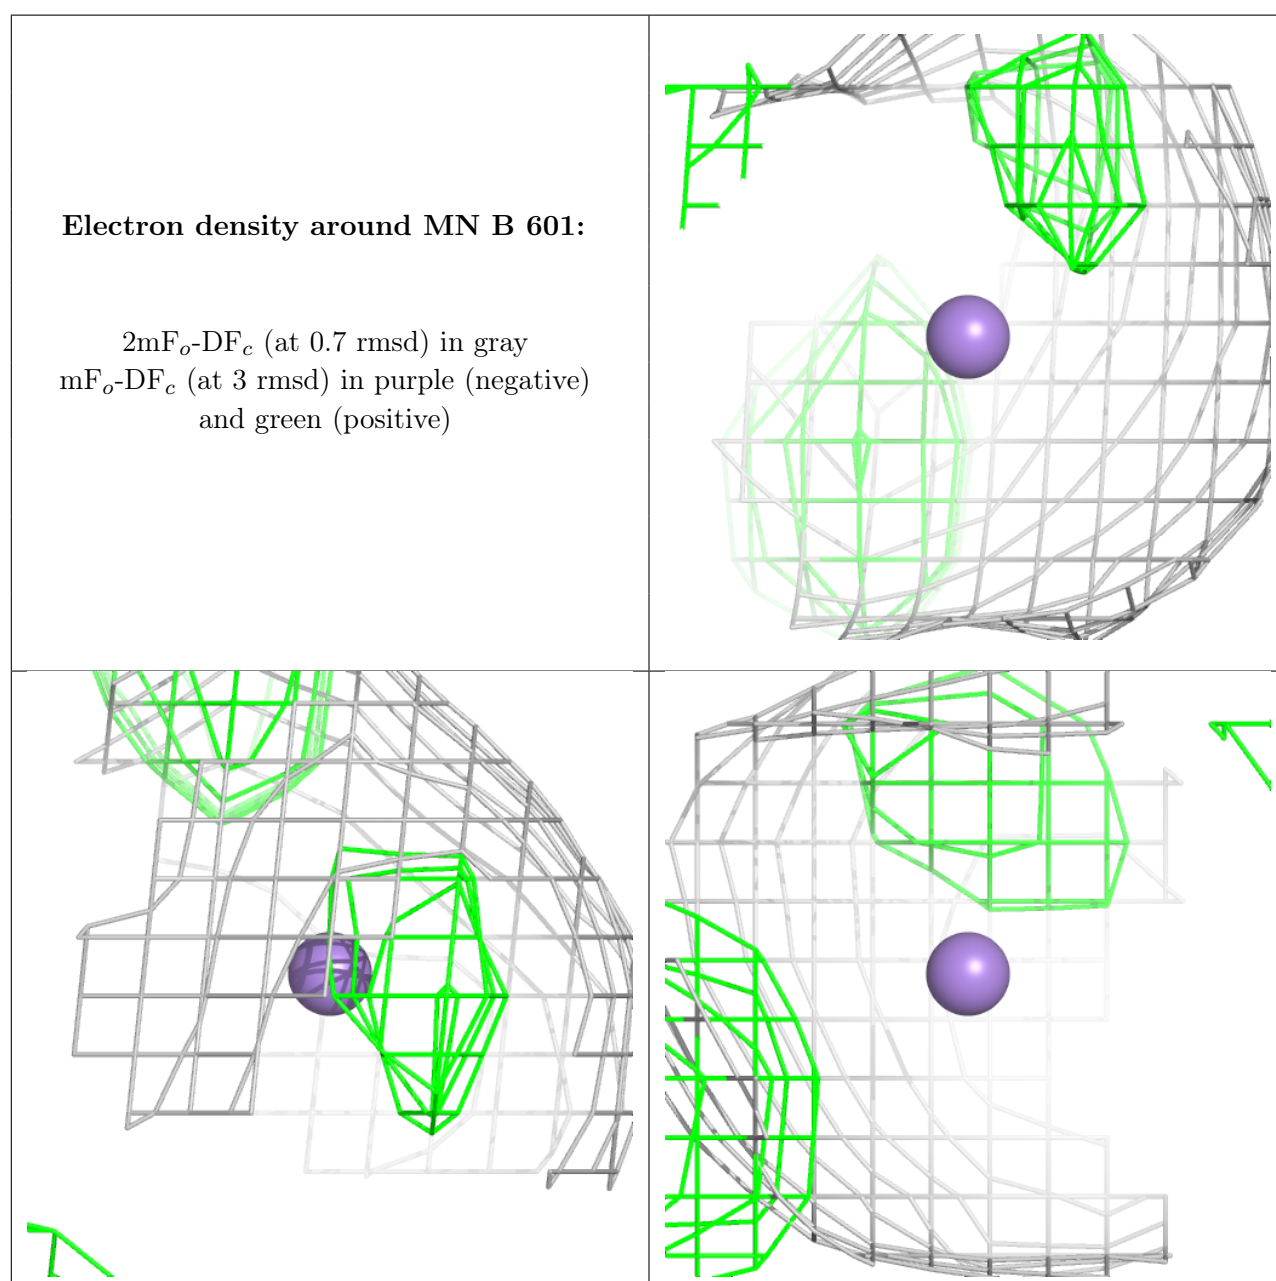 Electron density around MN B 601:
2mFo-DFc (at 0.7 rmsd) in gray
mFo-DFc (at 3 rmsd) in purple (negative)
and green (positive)